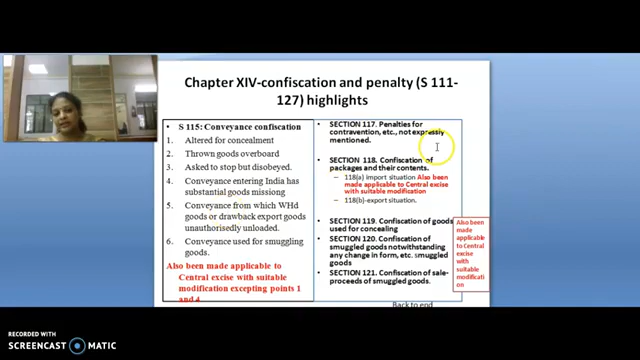 Chapter XIV-confiscation and penalty (S 111-
127) highlights
• S 115: Conveyance confiscation
1. Altered for concealment
2. Thrown goods overboard
3. Asked to stop but disobeyed.
4. Conveyance entering India has
substantial goods missing
5. Conveyance from which WHd
goods or drawback export goods
unauthorisedly unloaded.
6. Conveyance used for smuggling
goods.
Also been made applicable to
Central excise with suitable
modification excepting points 1
and 4
• SECTION 117. Penalties for
contravention, etc., not expressly
mentioned.
• SECTION 118. Confiscation of
packages and their contents.
– 118(a) import situation Also been
made applicable to Central excise
with suitable modification
– 118(b)-export situation.
• SECTION 119. Confiscation of goods
used for concealing
• SECTION 120. Confiscation of
smuggled goods notwithstanding
any change in form, etc. smuggled
goods
• SECTION 121. Confiscation of sale-
proceeds of smuggled goods.
Also been
made
applicable
to Central
excise
with
suitable
modificati
on
Back to end
RECORDED WITH
SCREENCAST MATIC